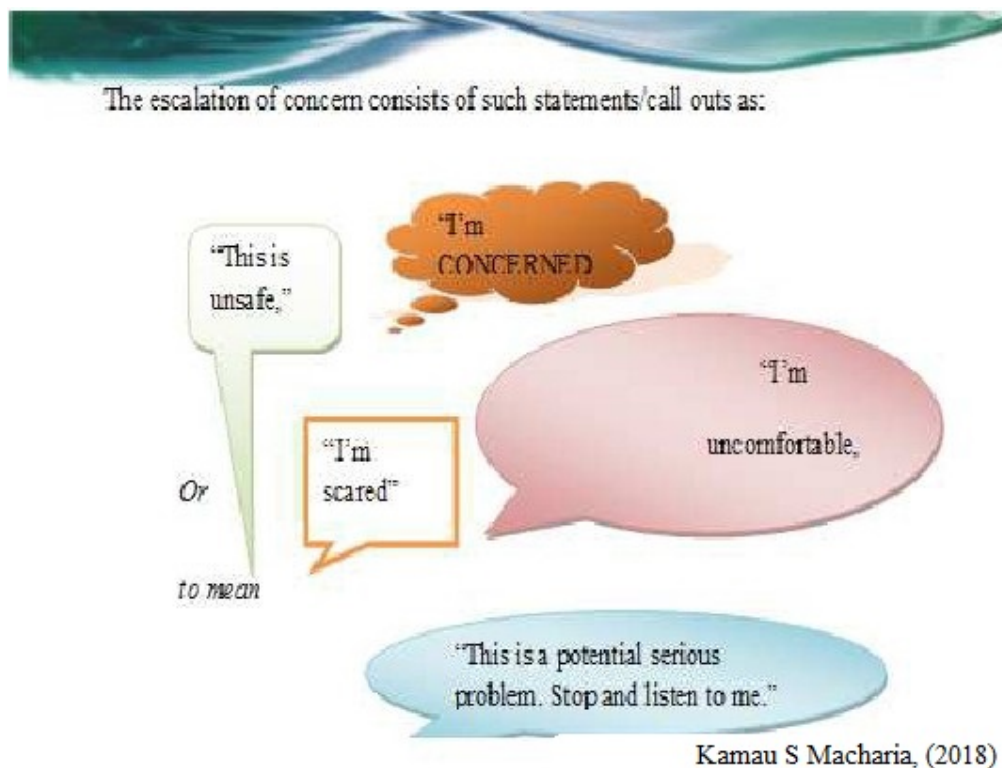 The escalation of concern consists of such statements/call outs as:
“I’m
CONCERNED
“This is
unsafe,”
“I’m
uncomfortable,
“I’m
scared”
Or
to mean
“This is a potential serious
problem. Stop and listen to me.”
Kamau S Macharia, (2018)